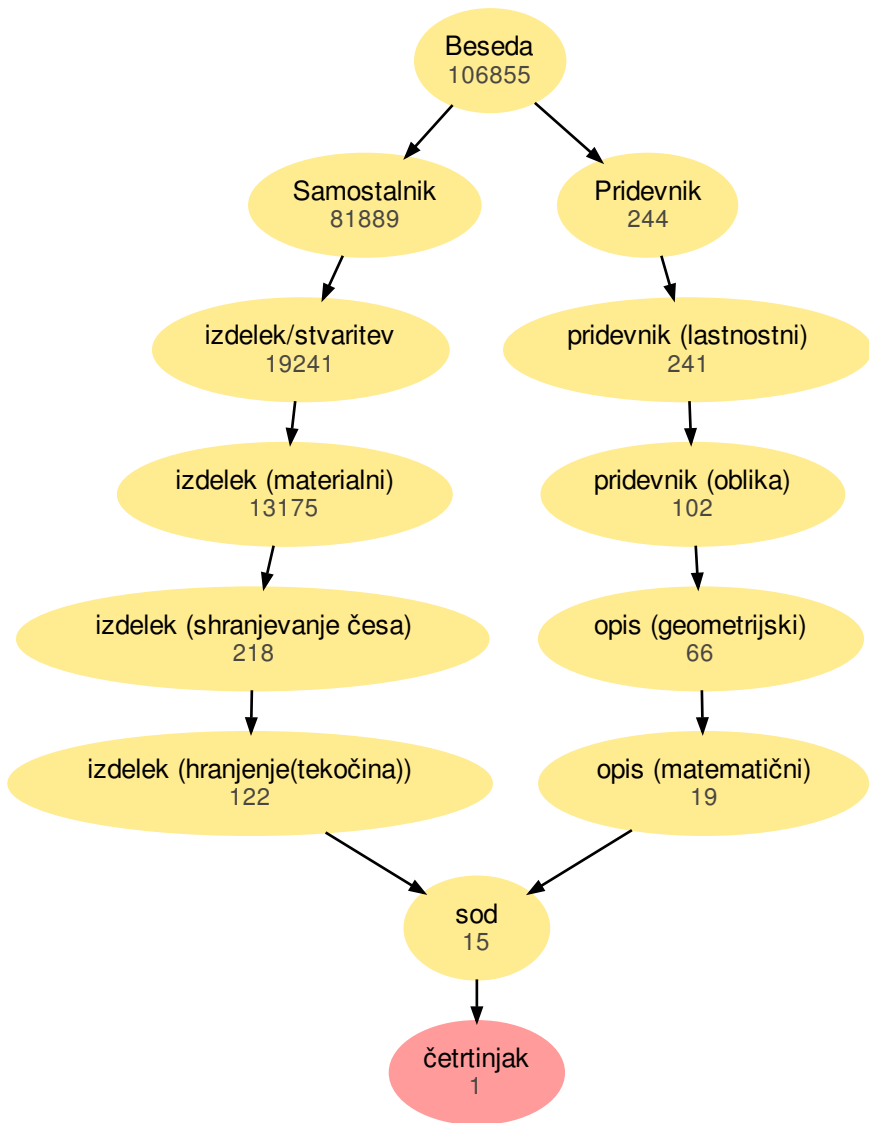 Beseda
106855
Samostalnik
81889
Pridevnik
244
izdelek/stvaritev
19241
pridevnik (lastnostni)
241
izdelek (materialni)
13175
pridevnik (oblika)
102
izdelek (shranjevanje česa)
218
opis (geometrijski)
66
izdelek (hranjenje(tekočina))
122
opis (matematični)
19
sod
15
četrtinjak
1